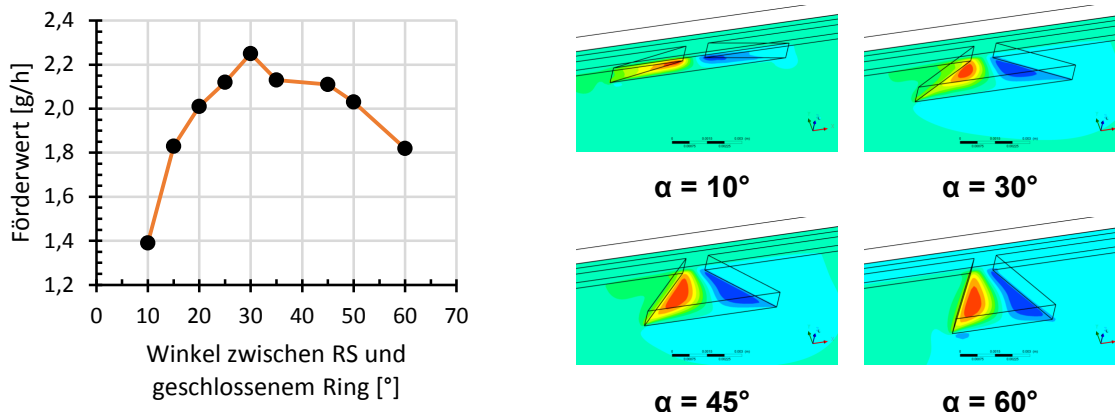 Förderwert [g/h]
2,4
2,2
2,0
1,8
1,6
1,4
1,2
0
10
20
30
40
50
60
70
Winkel zwischen RS und
geschlossenem Ring [°]
α = 10°
α = 30°
α = 45°
α = 60°